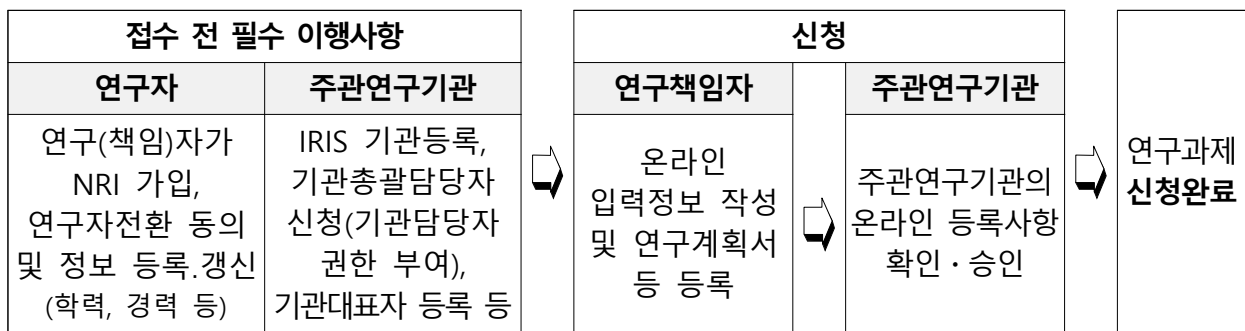 접수 전 필수 이행사항
연구자
연구(책임)자가
NRI 가입,
연구자전환 동의
및 정보 등록.갱신
(학력, 경력 등)
주관연구기관
IRIS 기관등록,
기관총괄담당자
신청(기관담당자
권한 부여),
기관대표자 등록 등
신청
연구책임자
온라인
입력정보 작성
및 연구계획서
등 등록
주관연구기관
주관연구기관의
온라인 등록사항
확인·승인
연구과제
신청완료